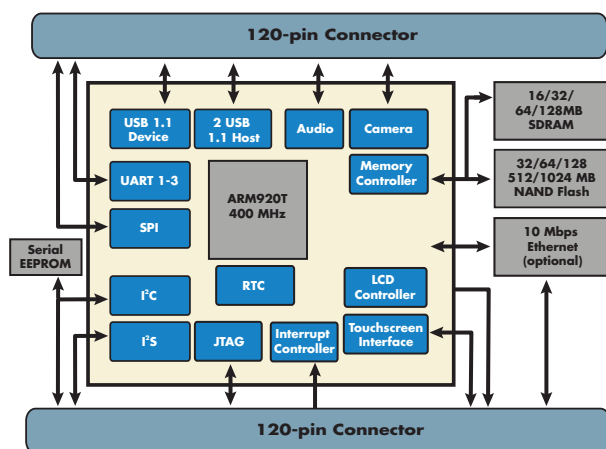 120-pin Connector
USB 1.1
Device
2 USB
1.1 Host
Audio
Camera
16/32/
64/128MB
SDRAM
UART 1-3
ARM920T
400 MHz
Memory
Controller
32/64/128
512/1024 MB
NAND Flash
SPI
Serial
EEPROM
10 Mbps
Ethernet
(optional)
I²C
RTC
LCD
Controller
I²S
JTAG
Interrupt
Controller
Touchscreen
Interface
120-pin Connector